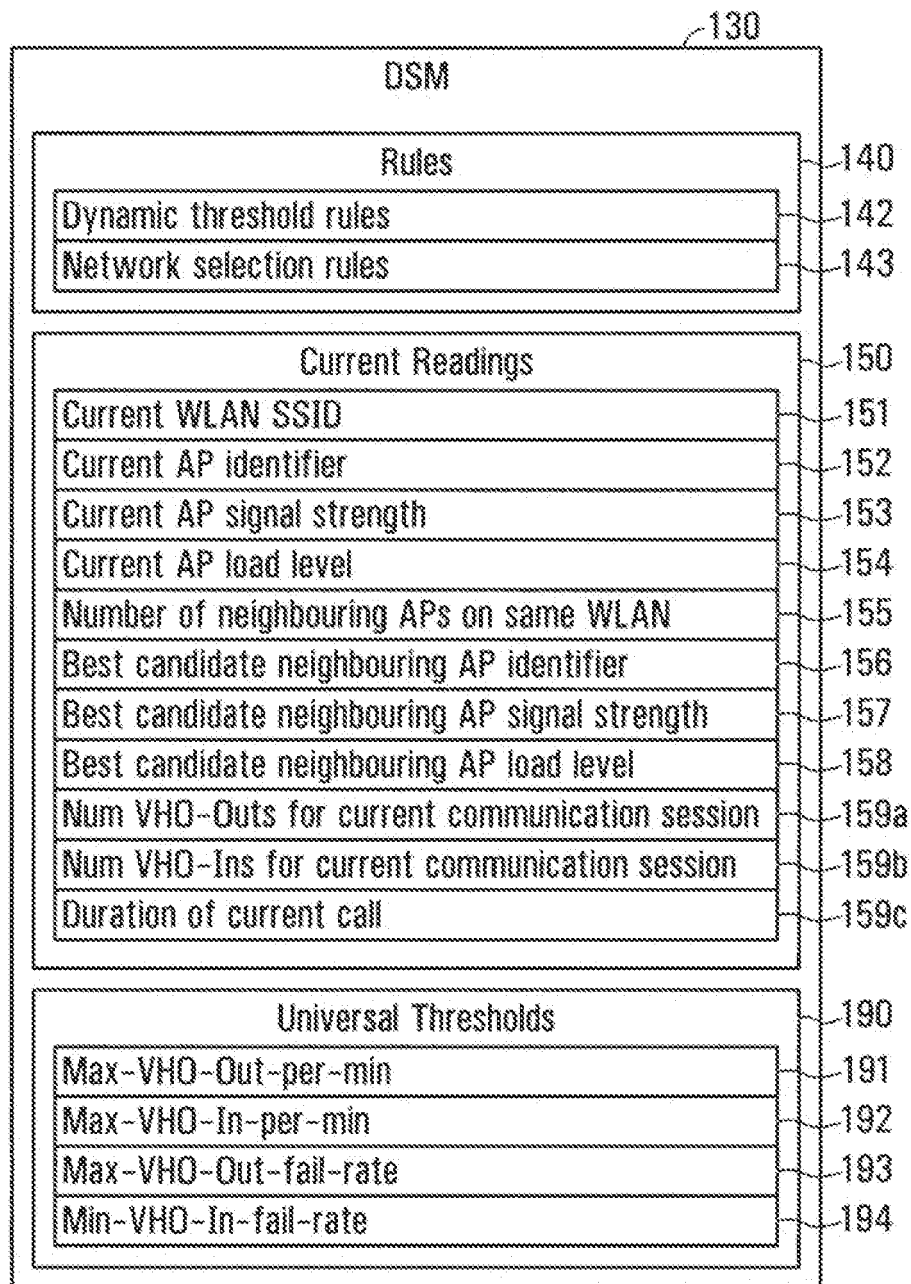 130
DSM
Rules 140
Dynamic threshold rules 142
Network selection rules 143
Current Readings 150
Current WLAN SSID 151
Current AP identifier 152
Current AP signal strength 153
Current AP load level 154
Number of neighbouring APs on same WLAN 155
Best candidate neighbouring AP identifier 156
Best candidate neighbouring AP signal strength 157
Best candidate neighbouring AP load level 158
Num VHO-Outs for current communication session 159a
Num VHO-Ins for current communication session 159b
Duration of current call 159c
Universal Thresholds 190
Max-VHO-Out-per-min 191
Max-VHO-In-per-min 192
Max-VHO-Out-fail-rate 193
Min-VHO-In-fail-rate 194